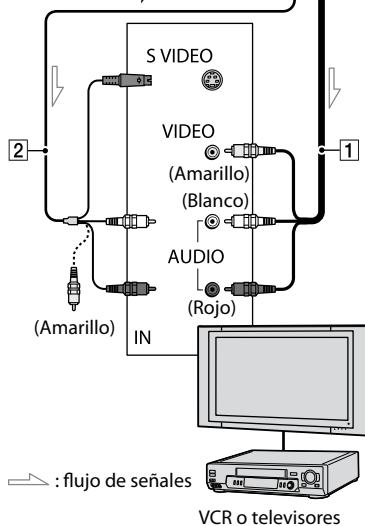 S VIDEO
VIDEO
2
1
(Amarillo)
(Blanco)
AUDIO
(Rojo)
(Amarillo)
IN
: flujo de señales
VCR o televisores